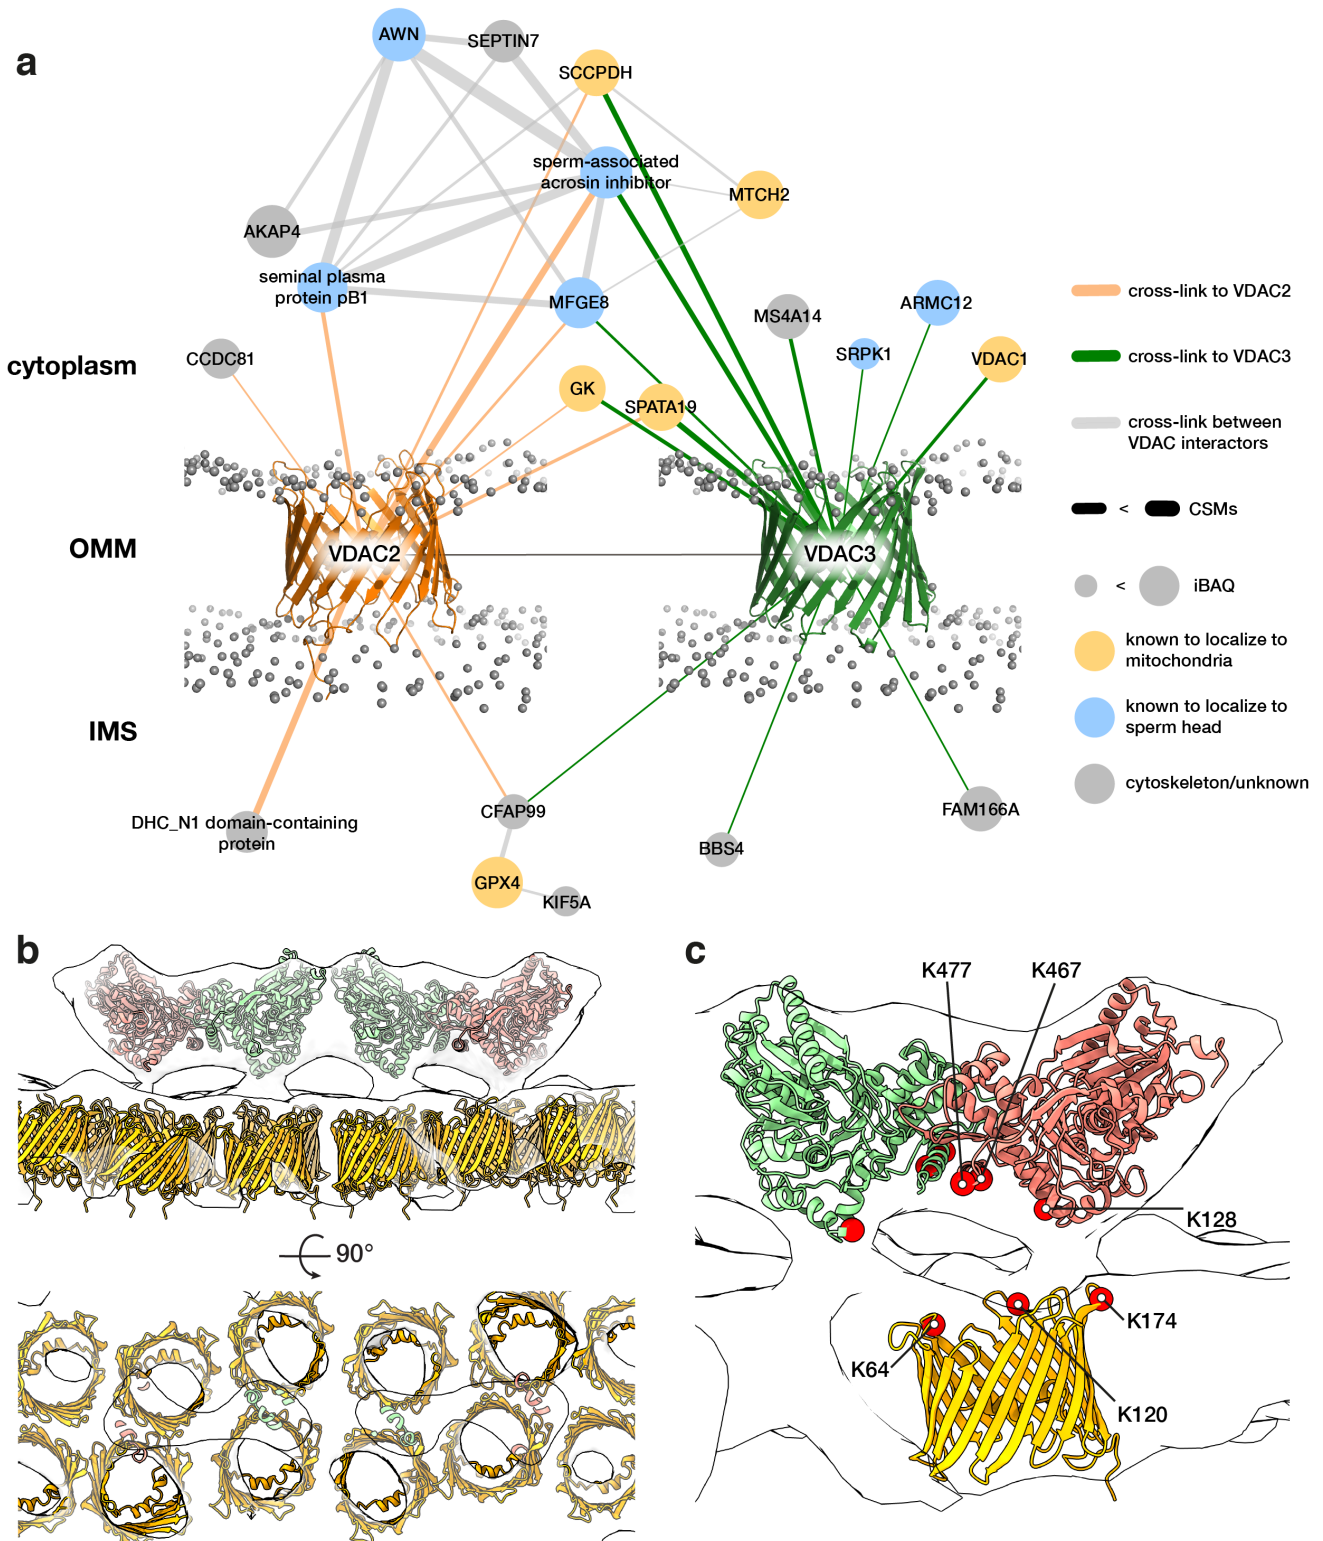 a
AWN
SEPTIN7
SCCPDH
sperm-associated
acrosin inhibitor
MTCH2
AKAP4
seminal plasma
protein pB1
MFGE8
MS4A14
ARMC12
CCDC81
SRPK1
VDAC1
GK
SPATA19
cytoplasm
OMM
IMS
VDAC2
VDAC3
DHC_N1 domain-containing
protein
CFAP99
GPX4
KIF5A
BBS4
FAM166A
cross-link to VDAC2
cross-link to VDAC3
cross-link between
VDAC interactors
< CSMs
< iBAQ
known to localize to
mitochondria
known to localize to
sperm head
cytoskeleton/unknown
b
90°
c
K477
K467
K128
K174
K64
K120